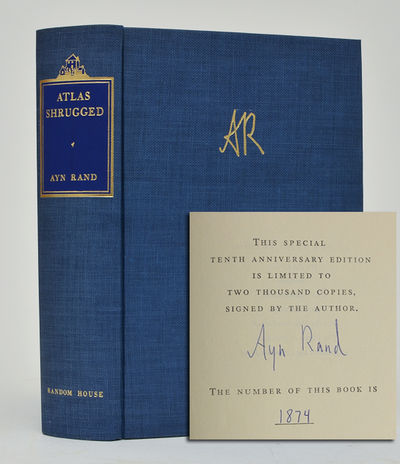 ATLAS
SHRUGGED
AYN RAND
RANDOM HOUSE
AR
THIS SPECIAL
TENTH ANNIVERSARY EDITION
IS LIMITED TO
TWO THOUSAND COPIES,
SIGNED BY THE AUTHOR.
Ayn Rand
THE NUMBER OF THIS BOOK IS
1874